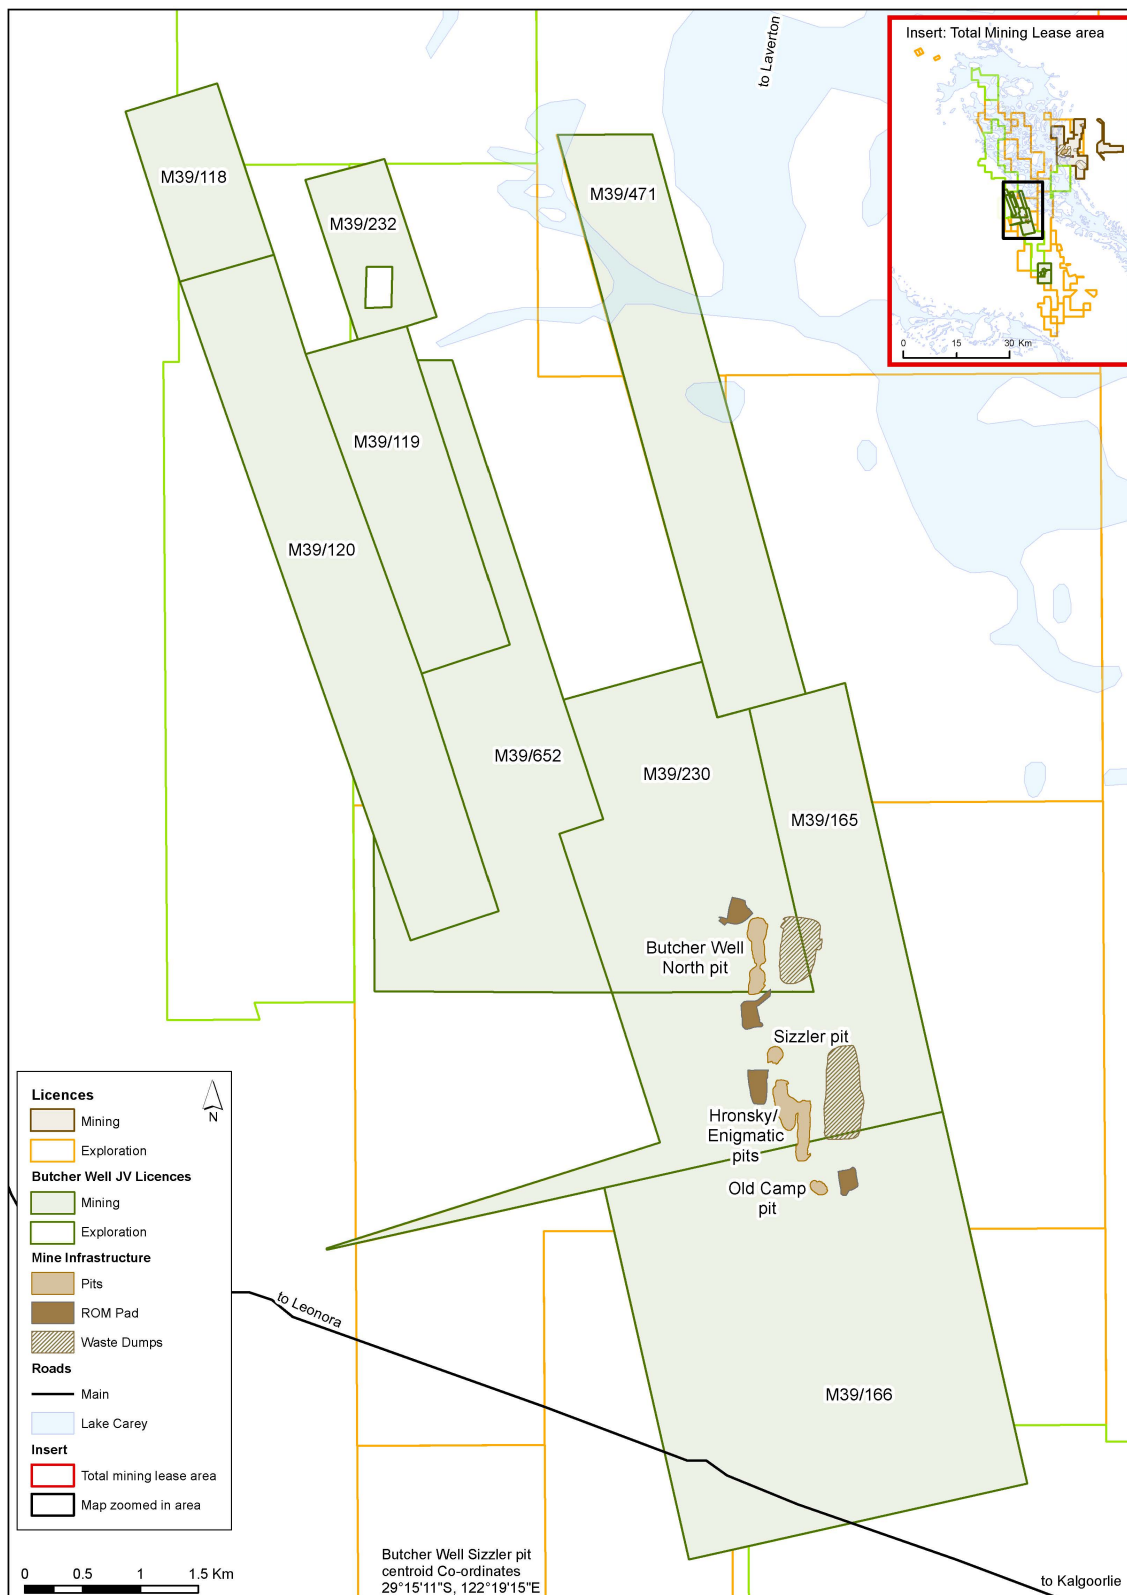 to Laverton
Insert: Total Mining Lease area
0 15 30 Km
M39/118
M39/232
M39/471
M39/119
M39/120
M39/652
M39/230
M39/165
Butcher Well
North pit
Sizzler pit
Hronsky/
Enigmatic
pits
Old Camp
pit
M39/166
to Leonora
to Kalgoorlie
Licences
N
Mining
Exploration
Butcher Well JV Licences
Mining
Exploration
Mine Infrastructure
Pits
ROM Pad
Waste Dumps
Roads
Main
Lake Carey
Insert
Total mining lease area
Map zoomed in area
0 0.5 1 1.5 Km
Butcher Well Sizzler pit
centroid Co-ordinates
29°15'11"S, 122°19'15"E